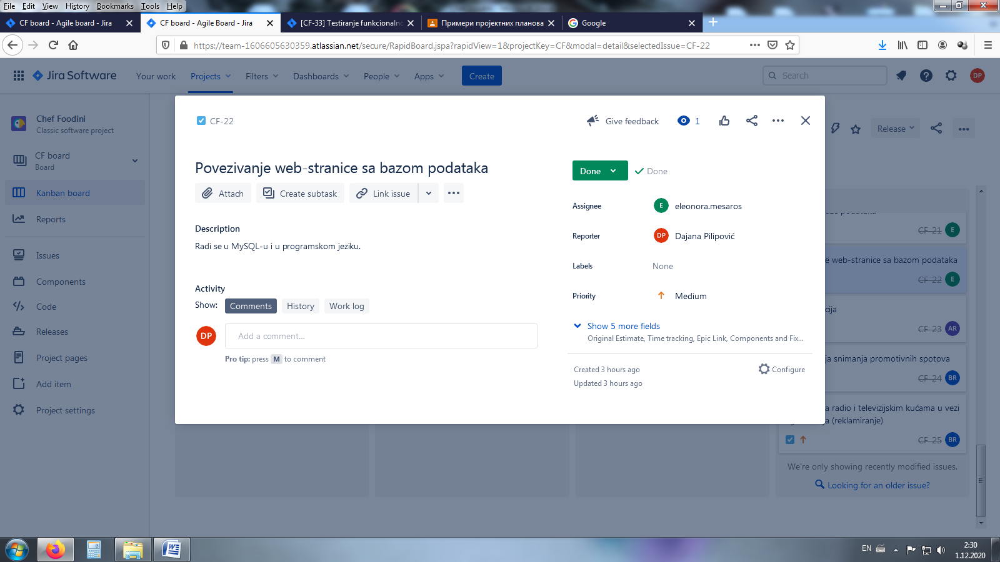 File Edit View History Bookmarks Tools Help
CF board - Agile board - Jira
CF board - Agile Board - Jira
[CF-33] Testiranje funkcionalno
Примери пројектних планова
Google
https://team-1606605630359.atlassian.net/secure/RapidBoard.jspa?rapidView=1&projectKey=CF&modal=detail&selectedIssue=CF-22
Jira Software
Your work
Projects
Filters
Dashboards
People
Apps
Create
Search
DP
Chef Foodini
Classic software project
CF board
Board
Kanban board
Reports
Issues
Components
Code
Releases
Project pages
Add item
Project settings
Release
CF-22
Give feedback
1
Povezivanje web-stranice sa bazom podataka
Attach
Create subtask
Link issue
Description
Radi se u MySQL-u i u programskom jeziku.
Activity
Show:
Comments
History
Work log
DP
Add a comment...
Pro tip: press M to comment
Done
Done
Assignee
E
eleonora.mesaros
Reporter
DP
Dajana Pilipović
Labels
None
Priority
Medium
Show 5 more fields
Original Estimate, Time tracking, Epic Link, Components and Fix...
Created 3 hours ago
Updated 3 hours ago
Configure
podataka
CF-21
E
e web-stranice sa bazom podataka
CF-22
E
cija
CF-23
AR
ja snimanja promotivnih spotova
CF-24
BR
a radio i televizijskim kućama u vezi
ja (reklamiranje)
CF-25
BR
We're only showing recently modified issues.
Looking for an older issue?
EN
2:30
1.12.2020